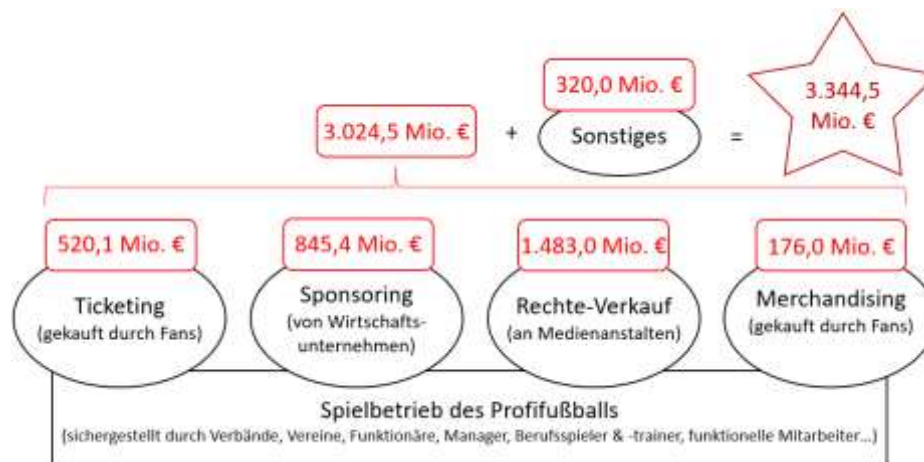 320,0 Mio. €
3.344,5
Mio. €
3.024,5 Mio. €
+
Sonstiges
=
520,1 Mio. €
845,4 Mio. €
1.483,0 Mio. €
176,0 Mio. €
Ticketing
(gekauft durch Fans)
Sponsoring
(von Wirtschafts-
unternehmen)
Rechte-Verkauf
(an Medienanstalten)
Merchandising
(gekauft durch Fans)
Spielbetrieb des Profifußballs
(sichergestellt durch Verbände, Vereine, Funktionäre, Manager, Berufsspieler & -trainer, funktionelle Mitarbeiter...)